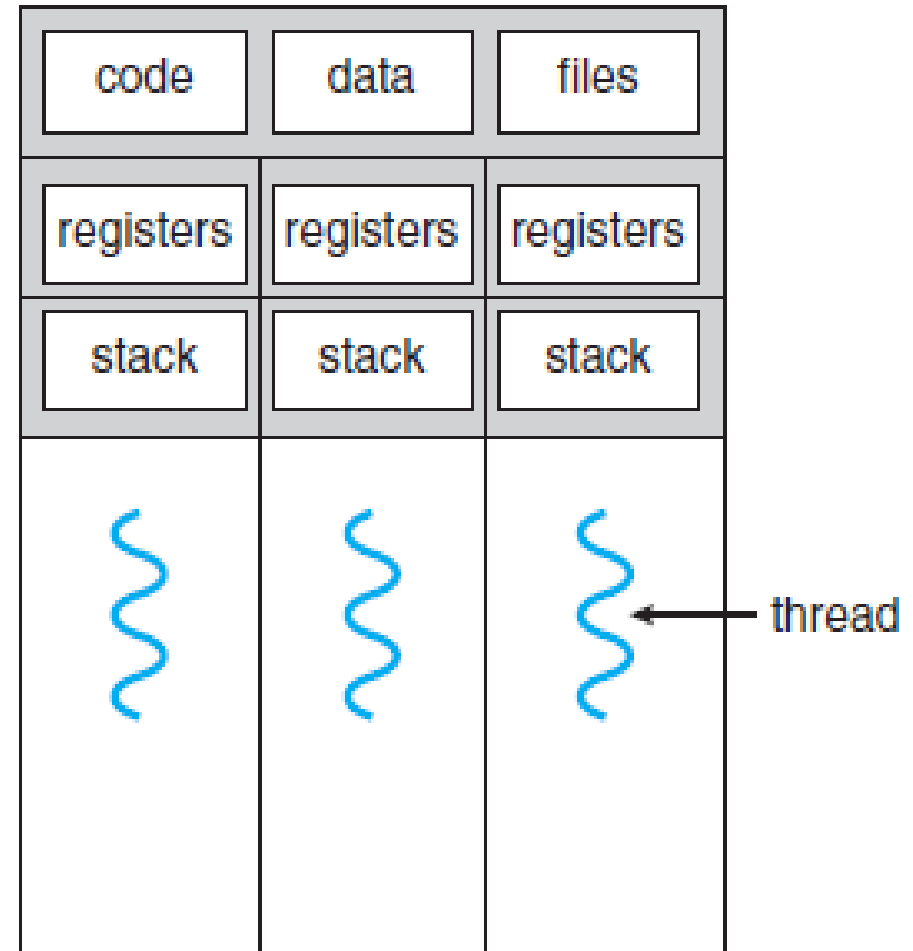 code data files
registers registers registers
stack stack stack
thread